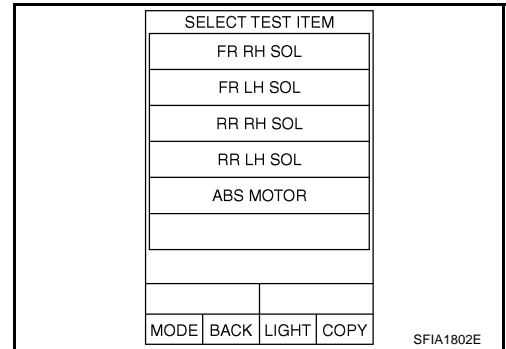 SELECT TEST ITEM
FR RH SOL
FR LH SOL
RR RH SOL
RR LH SOL
ABS MOTOR
MODE BACK LIGHT COPY
SFIA1802E